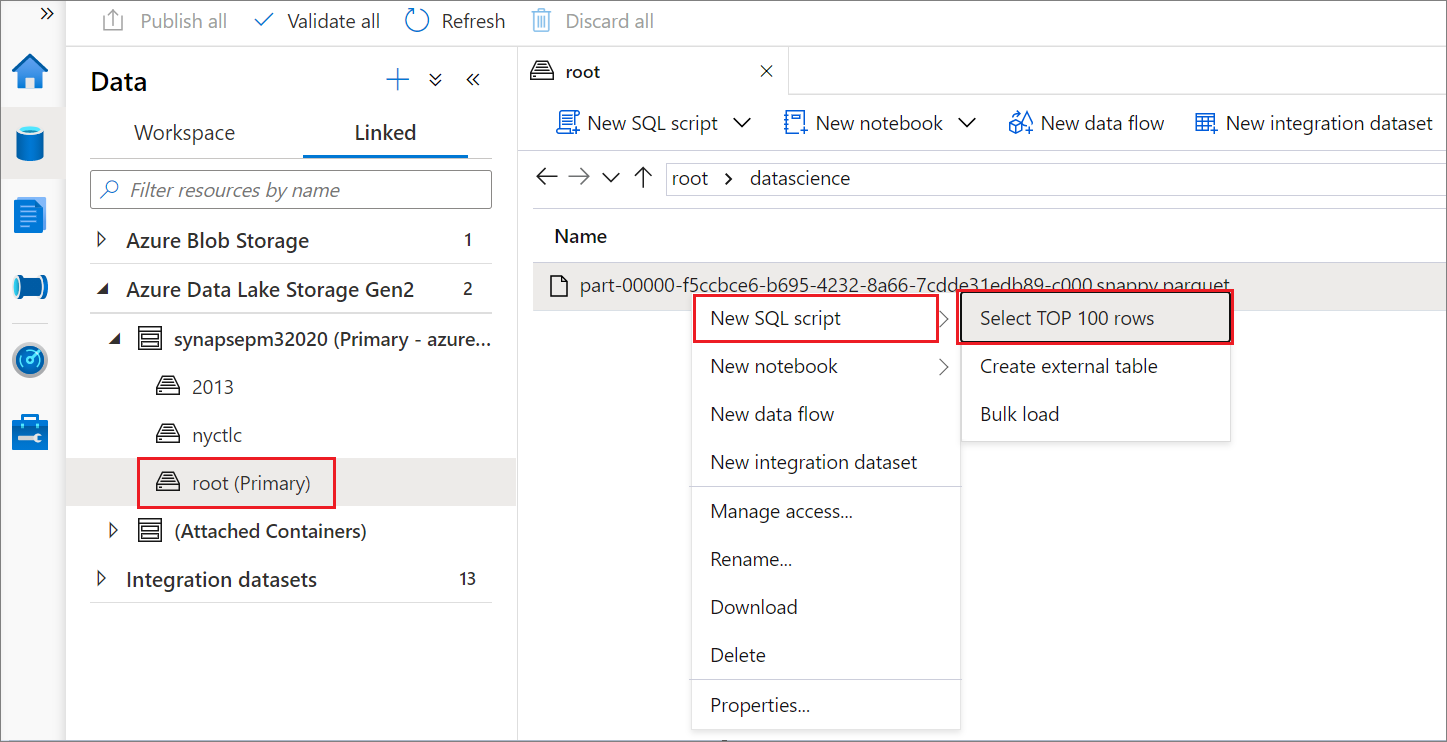 Publish all Validate all Refresh Discard all
Data
Workspace Linked
Filter resources by name
Azure Blob Storage 1
Azure Data Lake Storage Gen2 2
synapsepm32020 (Primary - azure...
2013
nyctlc
root (Primary)
(Attached Containers)
Integration datasets 13
root
New SQL script New notebook New data flow New integration dataset
root > datascience
Name
part-00000-f5ccbce6-b695-4232-8a66-7cdde31edb89-c000.snappy.parquet
New SQL script
New notebook
New data flow
New integration dataset
Manage access...
Rename...
Download
Delete
Properties...
Select TOP 100 rows
Create external table
Bulk load